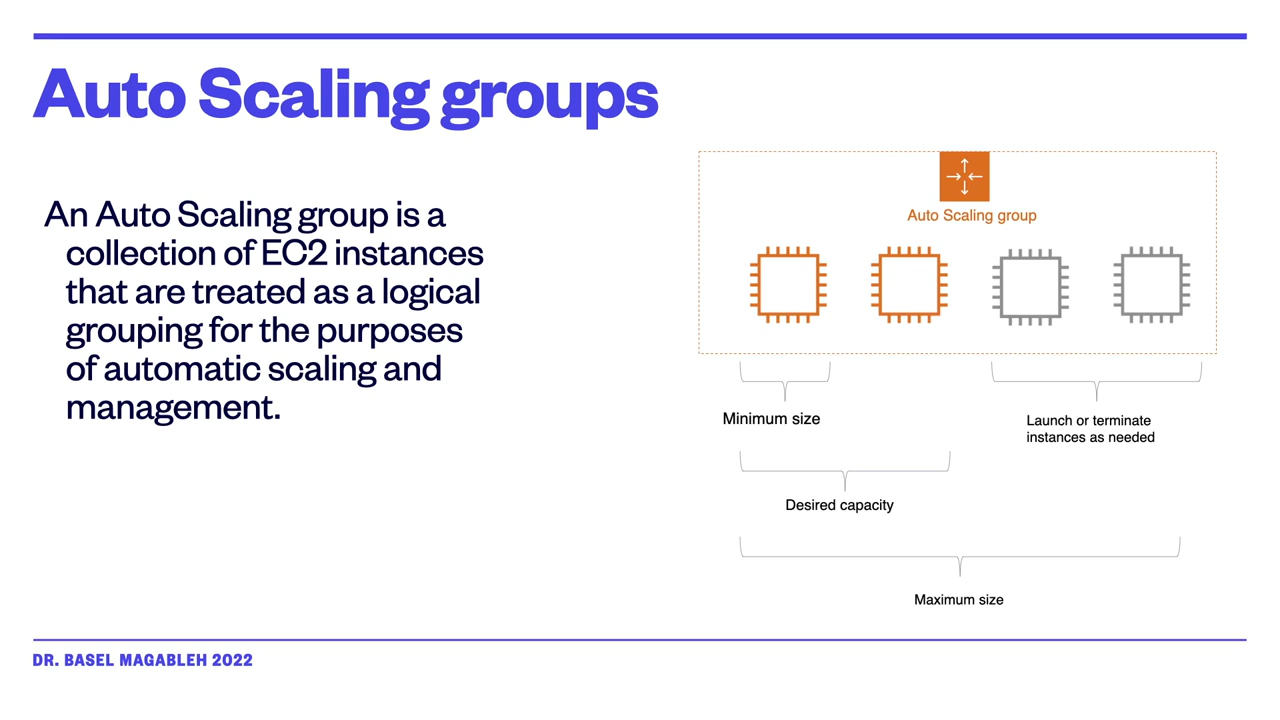 Auto Scaling groups
An Auto Scaling group is a
collection of EC2 instances
that are treated as a logical
grouping for the purposes
of automatic scaling and
management.
Auto Scaling group
Minimum size
Launch or terminate
instances as needed
Desired capacity
Maximum size
DR. BASEL MAGABLEH 2022